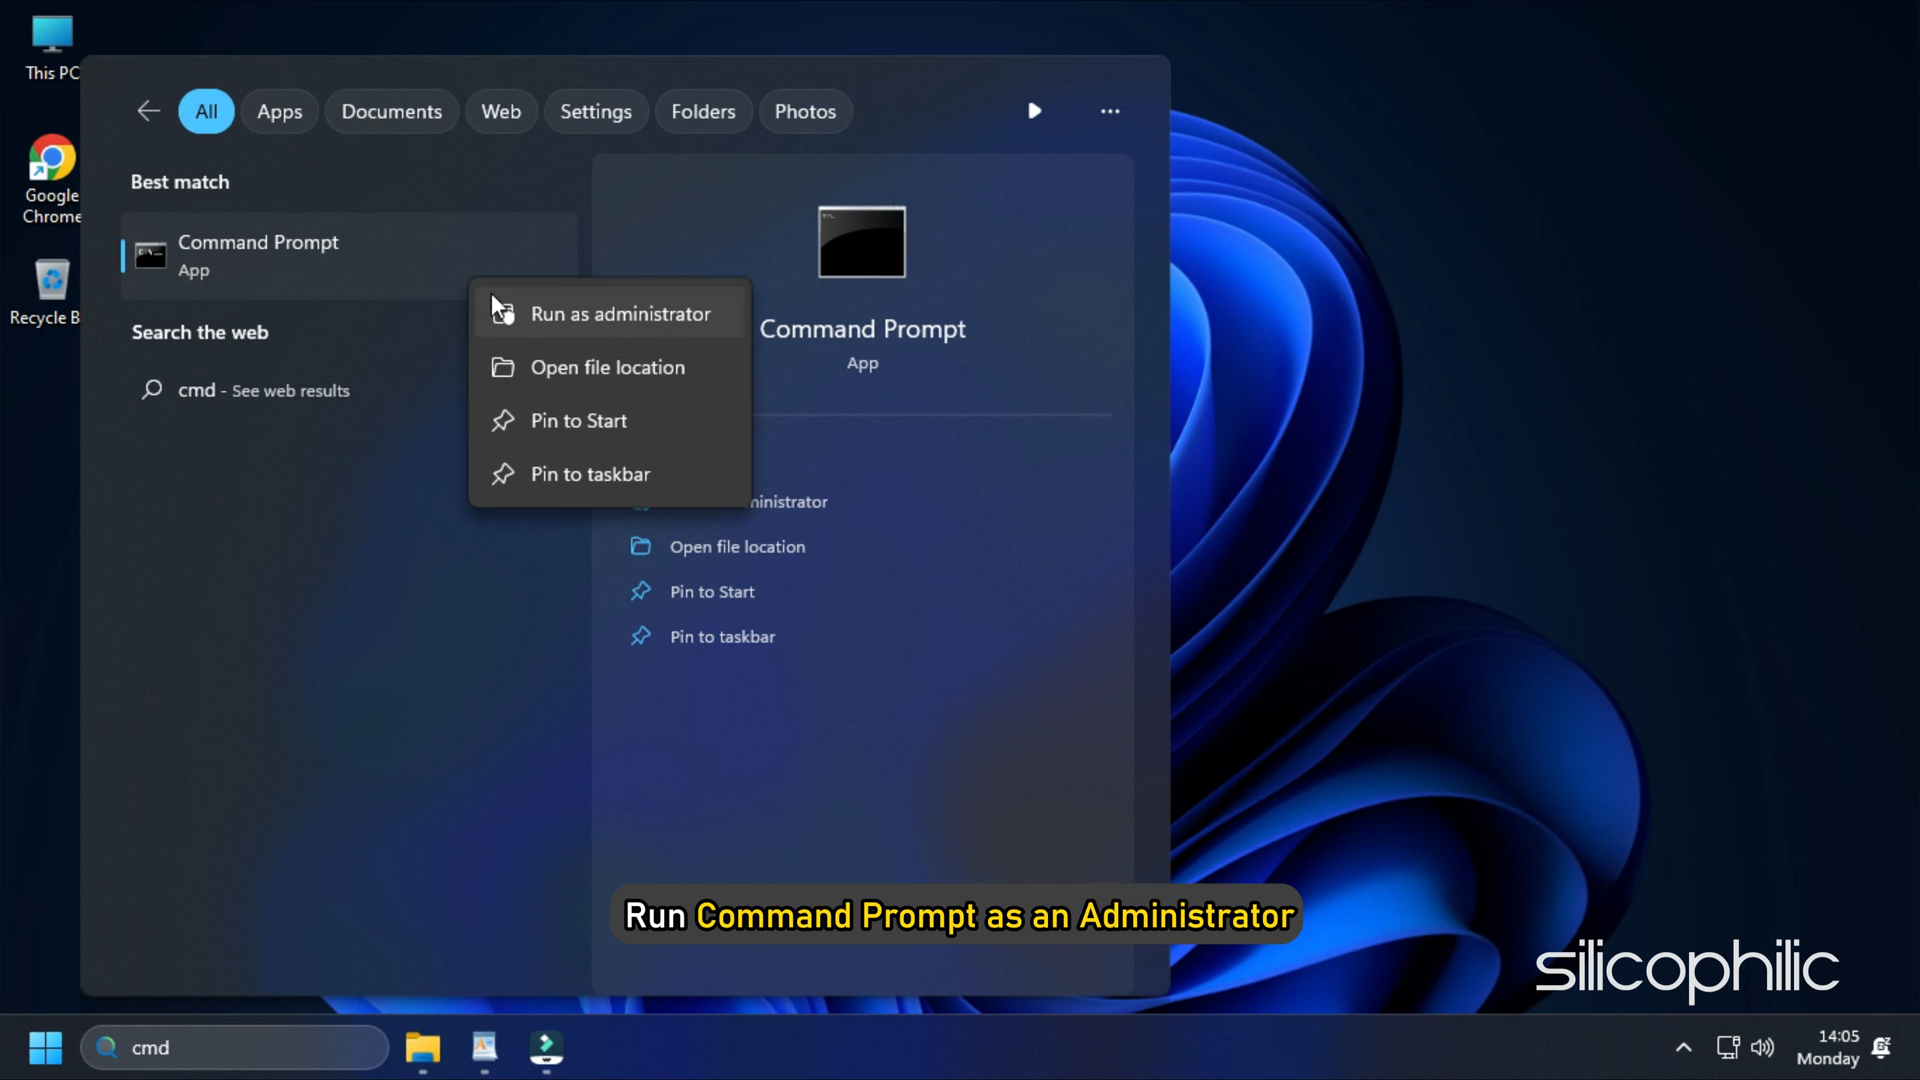 This PC
Google
Chrome
Recycle B
All
Apps
Documents
Web
Settings
Folders
Photos
Best match
Command Prompt
App
Search the web
cmd - See web results
Run as administrator
Open file location
Pin to Start
Pin to taskbar
Command Prompt
App
ministrator
Open file location
Pin to Start
Pin to taskbar
Run Command Prompt as an Administrator
silicophilic
cmd
14:05
Monday